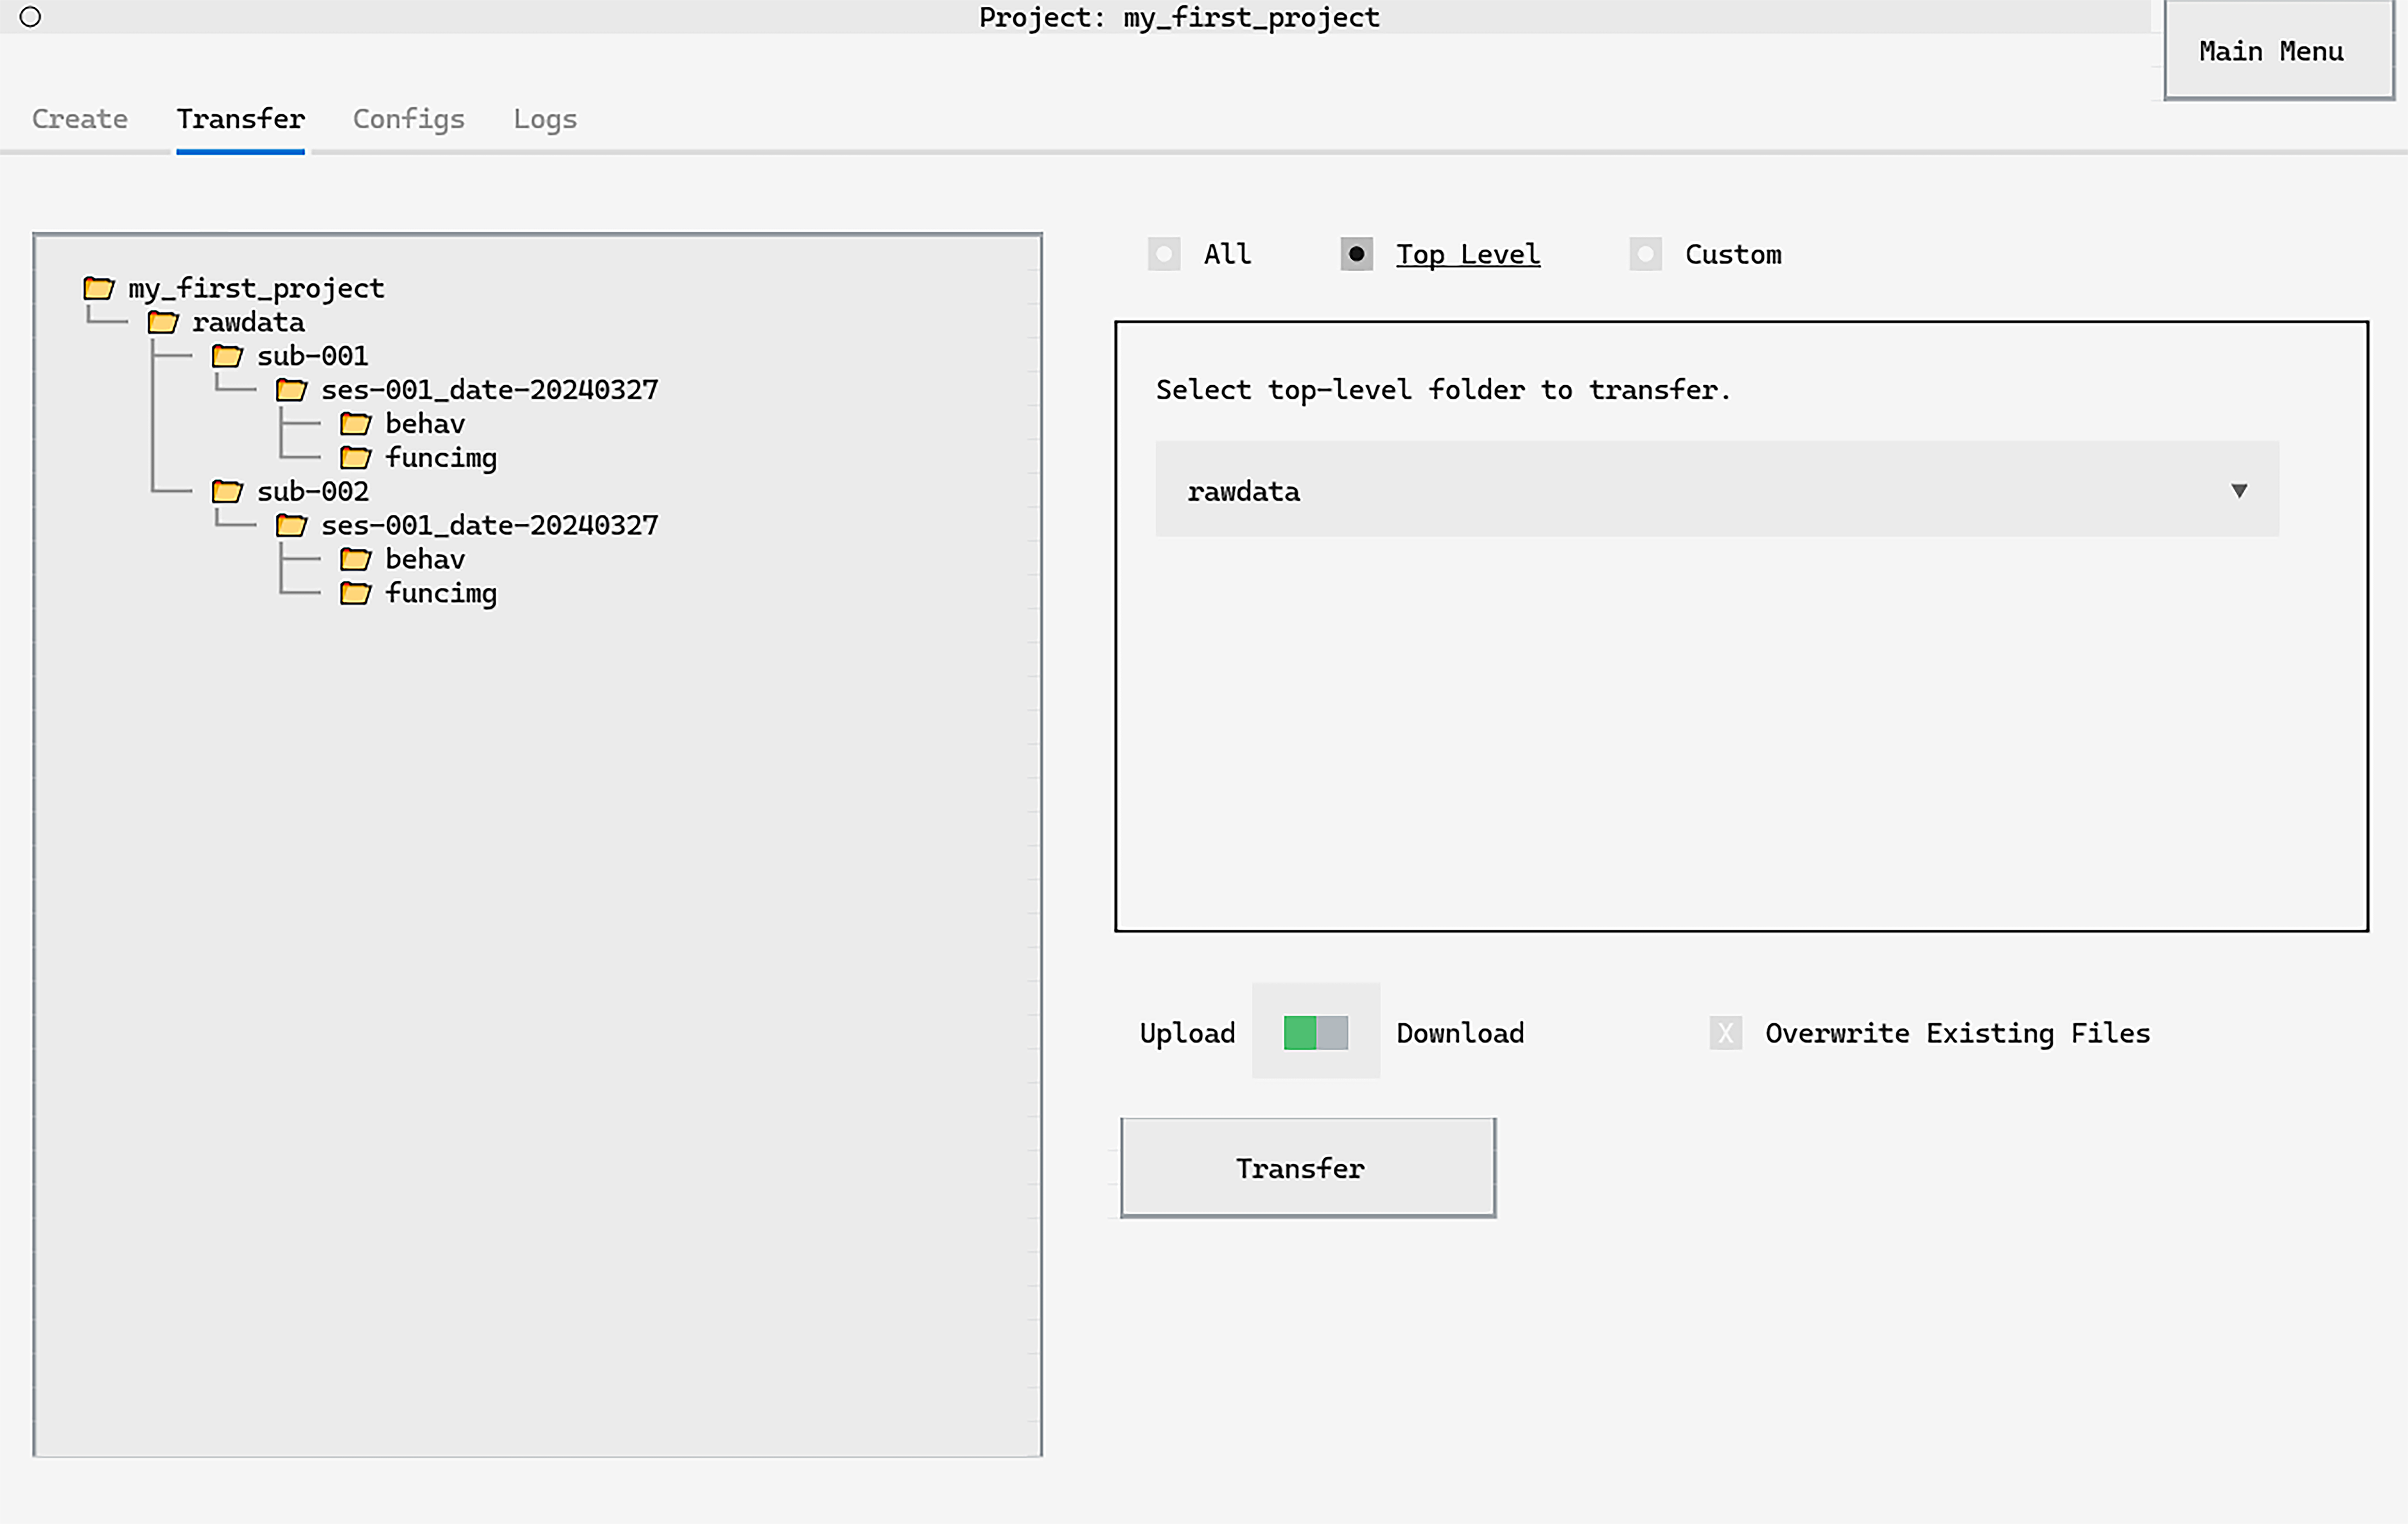 Project: my_first_project
Main Menu
Create Transfer Configs Logs
my_first_project
rawdata
sub-001
ses-001_date-20240327
behav
funcimg
sub-002
ses-001_date-20240327
behav
funcimg
All Top Level Custom
Select top-level folder to transfer.
rawdata
Upload Download X Overwrite Existing Files
Transfer